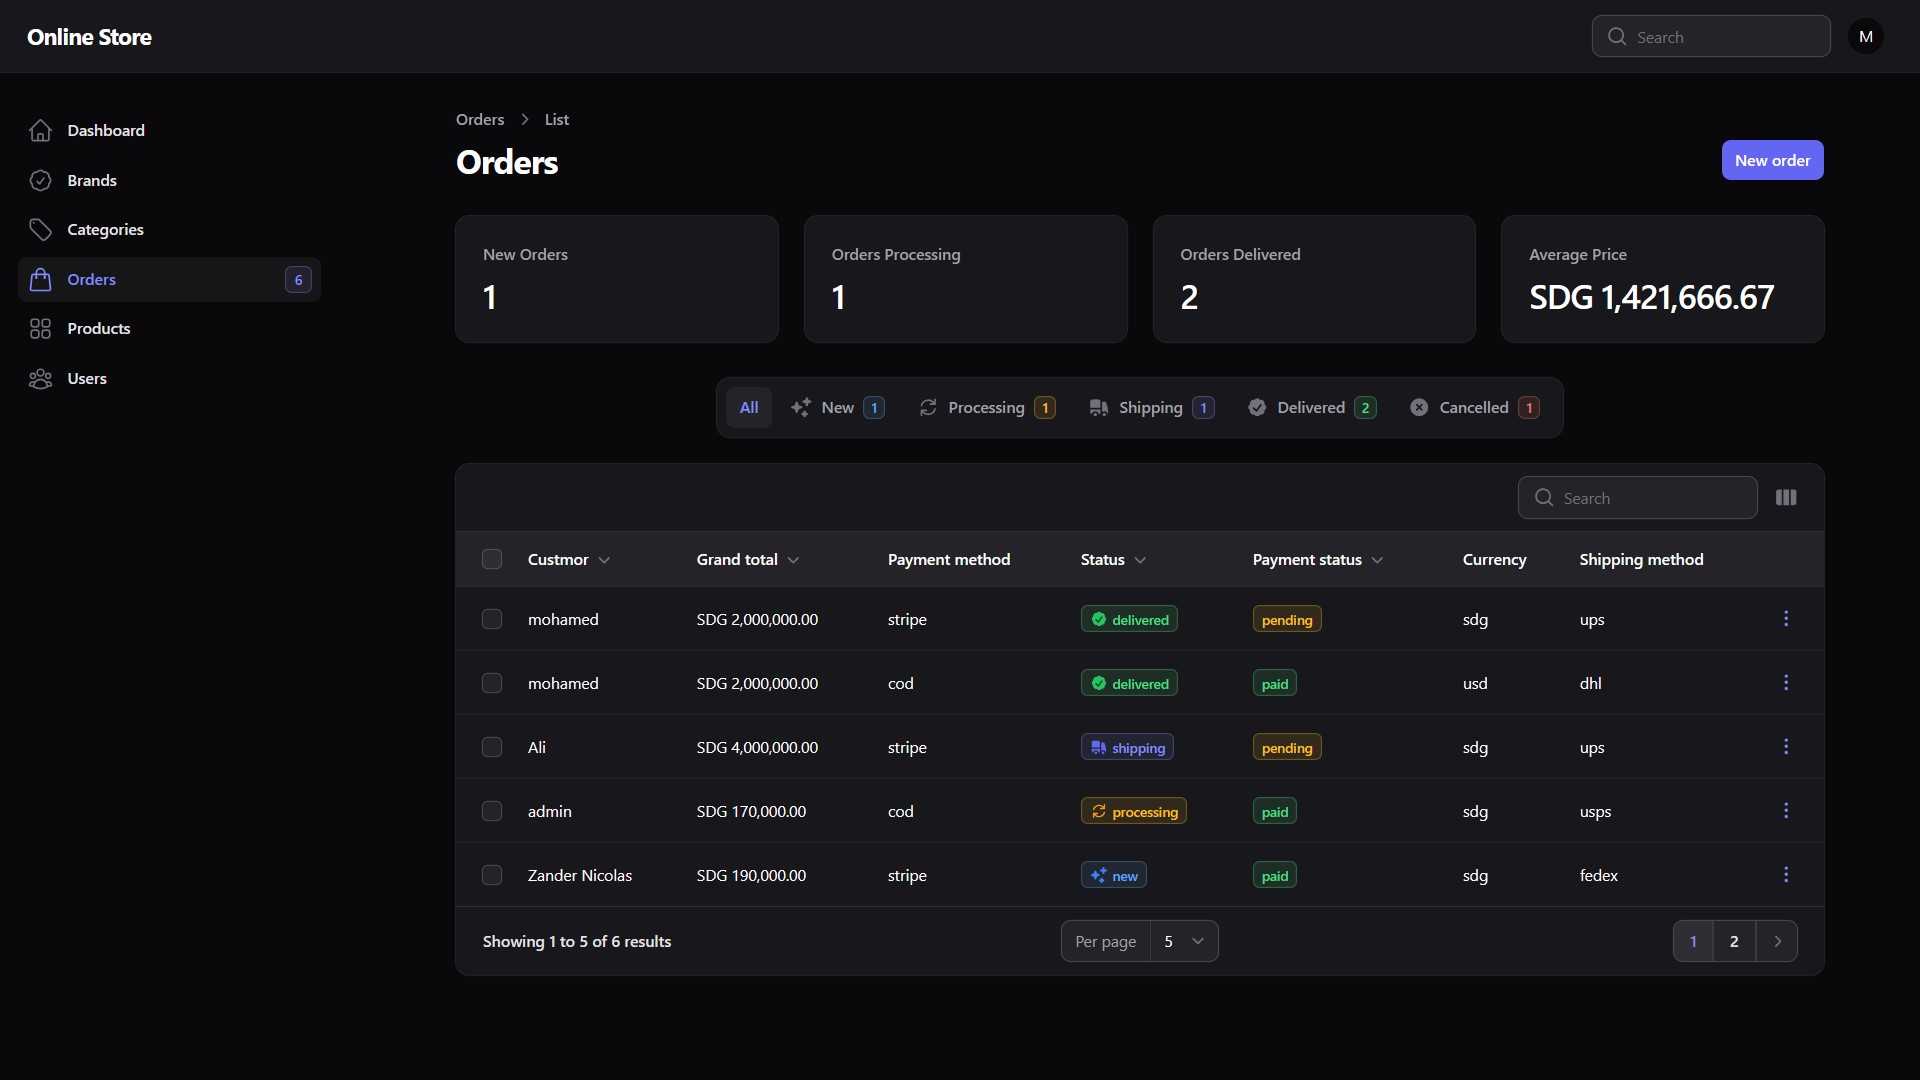 Online Store
Search
M
Dashboard
Brands
Categories
Orders 6
Products
Users
Orders List
Orders
New order
New Orders
1
Orders Processing
1
Orders Delivered
2
Average Price
SDG 1,421,666.67
All New 1 Processing 1 Shipping 1 Delivered 2 Cancelled 1
Search
Custmor Grand total Payment method Status Payment status Currency Shipping method
mohamed SDG 2,000,000.00 stripe delivered pending sdg ups
mohamed SDG 2,000,000.00 cod delivered paid usd dhl
Ali SDG 4,000,000.00 stripe shipping pending sdg ups
admin SDG 170,000.00 cod processing paid sdg usps
Zander Nicolas SDG 190,000.00 stripe new paid sdg fedex
Showing 1 to 5 of 6 results Per page 5 1 2